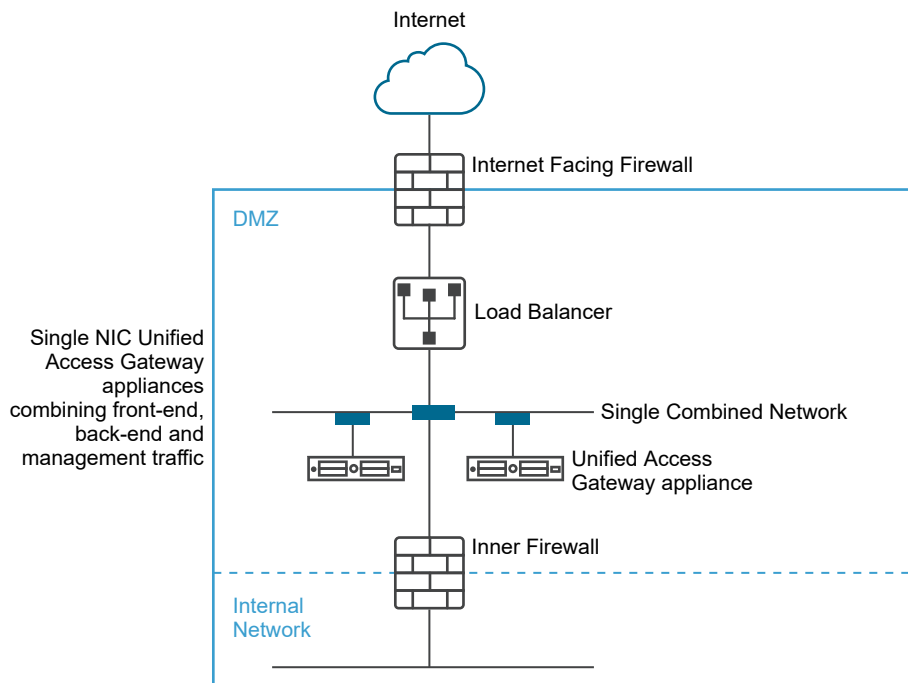 Internet
Internet Facing Firewall
DMZ
Load Balancer
Single NIC Unified
Access Gateway
appliances
combining front-end,
back-end and
management traffic
Single Combined Network
Unified Access
Gateway appliance
Inner Firewall
Internal
Network